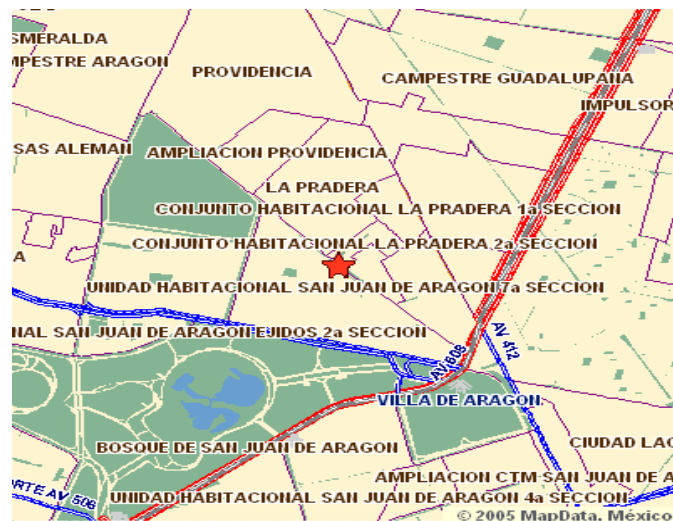 SMERALDA
MPESTRE ARAGON
PROVIDENCIA
CAMPESTRE GUADALUPANA
IMPULSOR
SAS ALEMAN
AMPLIACION PROVIDENCIA
LA PRADERA
CONJUNTO HABITACIONAL LA PRADERA 1a SECCION
CONJUNTO HABITACIONAL LA PRADERA 2a SECCION
A
UNIDAD HABITACIONAL SAN JUAN DE ARAGON 7a SECCION
NAL SAN JUAN DE ARAGON EJIDOS 2a SECCION
AV 412
AV 608
VILLA DE ARAGON
BOSQUE DE SAN JUAN DE ARAGON
CIUDAD LAC
AMPLIACION CTM SAN JUAN DE A
ORTE AV 508
UNIDAD HABITACIONAL SAN JUAN DE ARAGON 4a SECCION
© 2005 MapData, México